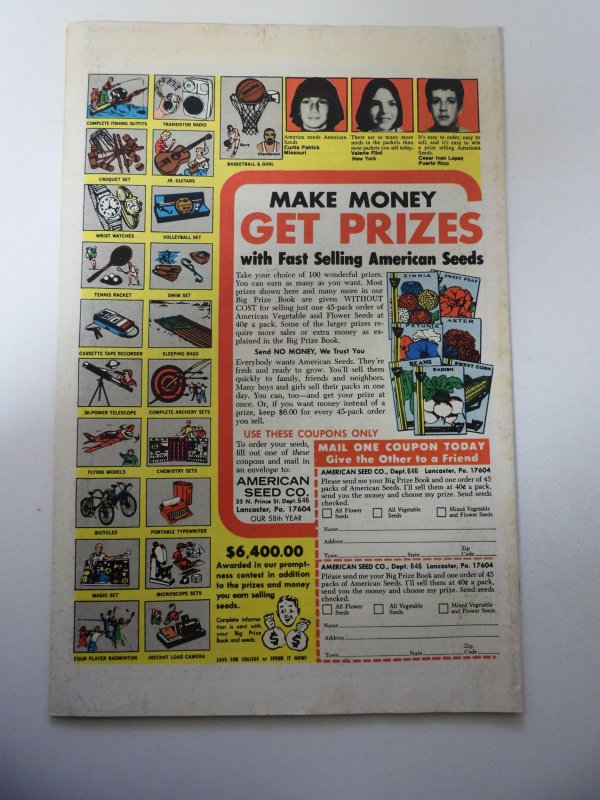 COMPLETE FISHING OUTFITS
TRANSISTOR RADIO
CROQUET SET
JR. GUITARS
WRIST WATCHES
VOLLEYBALL SET
TENNIS RACKET
SWIM SET
CASSETTE TAPE RECORDER
SLEEPING BAGS
30-POWER TELESCOPE
COMPLETE ARCHERY SETS
FLYING MODELS
CHEMISTRY SETS
BICYCLES
PORTABLE TYPEWRITER
MAGIC SET
MICROSCOPE SETS
FOUR PLAYER BADMINTON
INSTANT LOAD CAMERA
Barry
Chamberlain
BASKETBALL & GOAL
America needs American
Seeds
Curtis Patrick
Missouri
There are so many more
seeds in the packets than
most packets you sell today.
Valerie Flint
New York
It's easy to order, easy to
sell, and it's easy to win
a prize selling American
Seeds.
Cesar Ivan Lopez
Puerto Rico
MAKE MONEY
GET PRIZES
with Fast Selling American Seeds
Take your choice of 100 wonderful prizes.
You can earn as many as you want. Most
prizes shown here and many more in our
Big Prize Book are given WITHOUT
COST for selling just one 45-pack order of
American Vegetable and Flower Seeds at
40¢ a pack. Some of the larger prizes re-
quire more sales or extra money as ex-
plained in the Big Prize Book.
Send NO MONEY, We Trust You
Everybody wants American Seeds. They're
fresh and ready to grow. You'll sell them
quickly to family, friends and neighbors.
Many boys and girls sell their packs in one
day. You can, too—and get your prize at
once. Or, if you want money instead of a
prize, keep $6.00 for every 45-pack order
you sell.
ZINNIA
SWEET PEAS
PETUNIA
ASTER
BEANS
RADISH
SWEET CORN
USE THESE COUPONS ONLY
To order your seeds,
fill out one of these
coupons and mail in
an envelope to:
AMERICAN
SEED CO.
35 N. Prince St. Dept. 646
Lancaster, Pa. 17604
OUR 58th YEAR
$6,400.00
Awarded in our prompt-
ness contest in addition
to the prizes and money
you earn selling
seeds.
Complete informa-
tion is sent with
your Big Prize
Book and seeds.
SAVE FOR COLLEGE or SPEND IT NOW!
MAIL ONE COUPON TODAY
Give the Other to a Friend
AMERICAN SEED CO., Dept. 646 Lancaster, Pa. 17604
Please send me your Big Prize Book and one order of 45
packs of American Seeds. I'll sell them at 40¢ a pack,
send you the money and choose my prize. Send seeds
checked.
All Flower
Seeds
All Vegetable
Seeds
Mixed Vegetable
and Flower Seeds
Name
Address
Town State Zip Code
AMERICAN SEED CO., Dept. 646 Lancaster, Pa. 17604
Please send me your Big Prize Book and one order of 45
packs of American Seeds. I'll sell them at 40¢ a pack,
send you the money and choose my prize. Send seeds
checked.
All Flower
Seeds
All Vegetable
Seeds
Mixed Vegetable
and Flower Seeds
Name
Address
Town State Zip Code